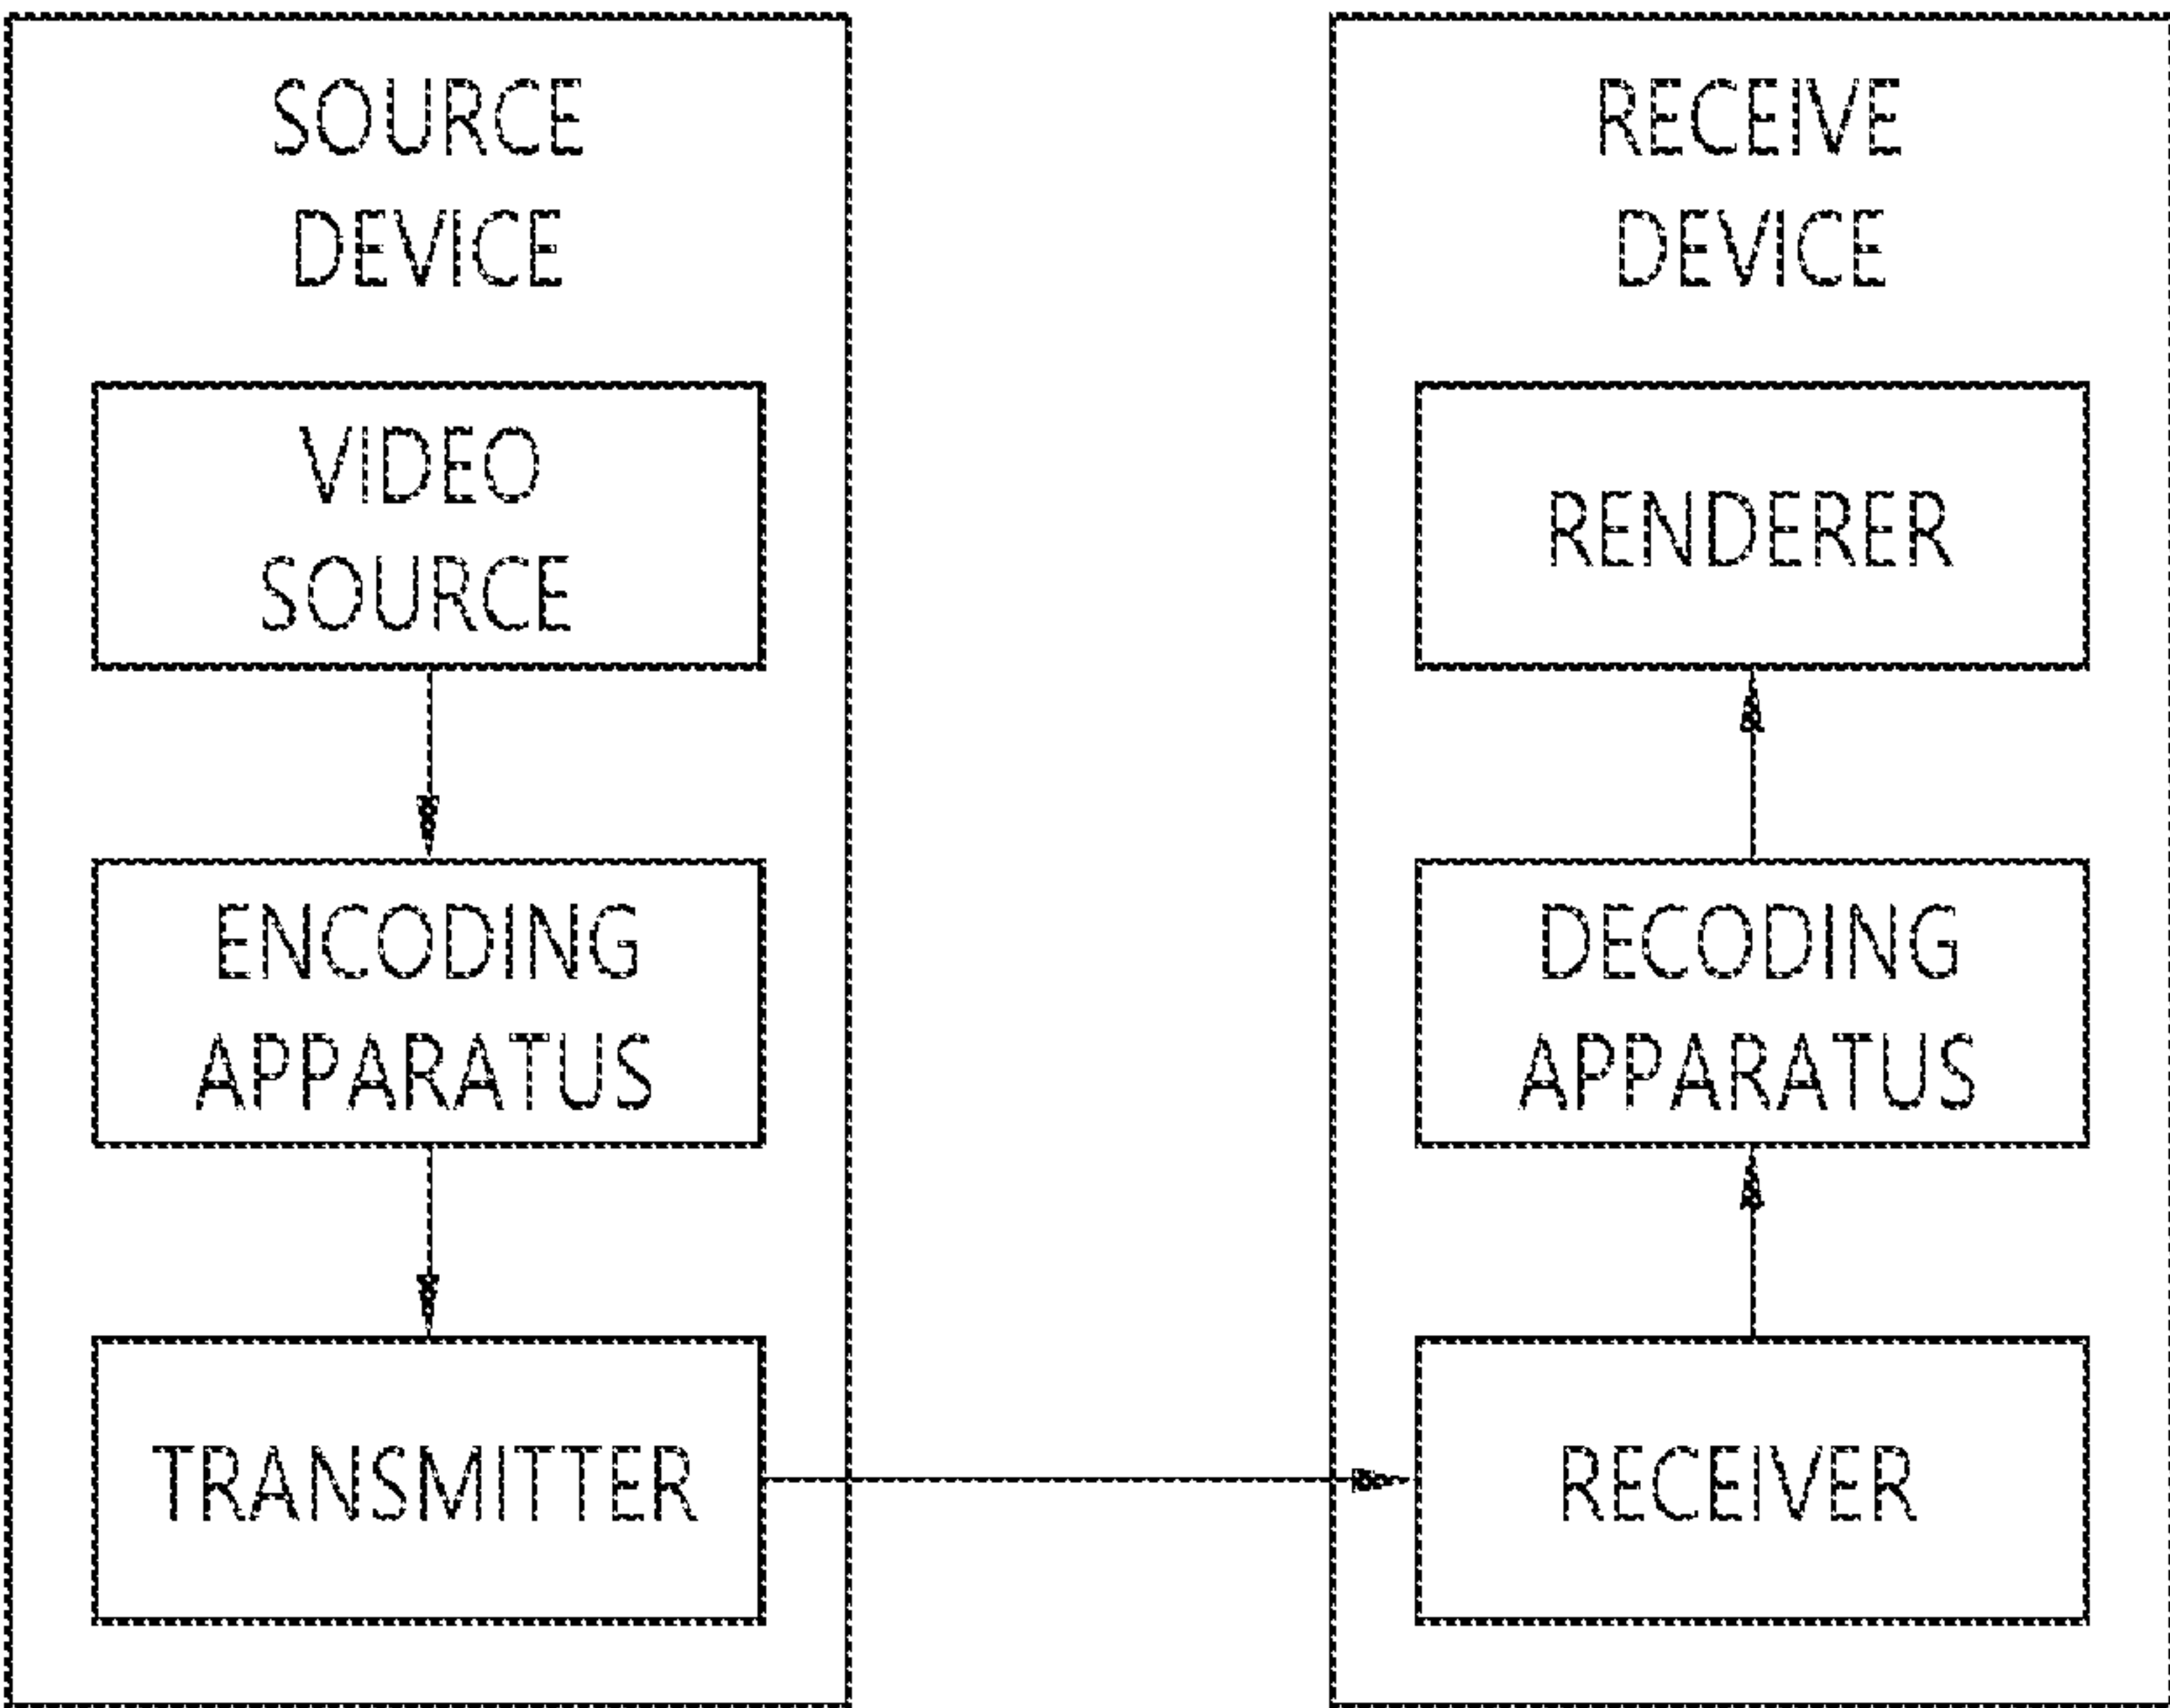 SOURCE
DEVICE
VIDEO
SOURCE
ENCODING
APPARATUS
TRANSMITTER
RECEIVE
DEVICE
RENDERER
DECODING
APPARATUS
RECEIVER